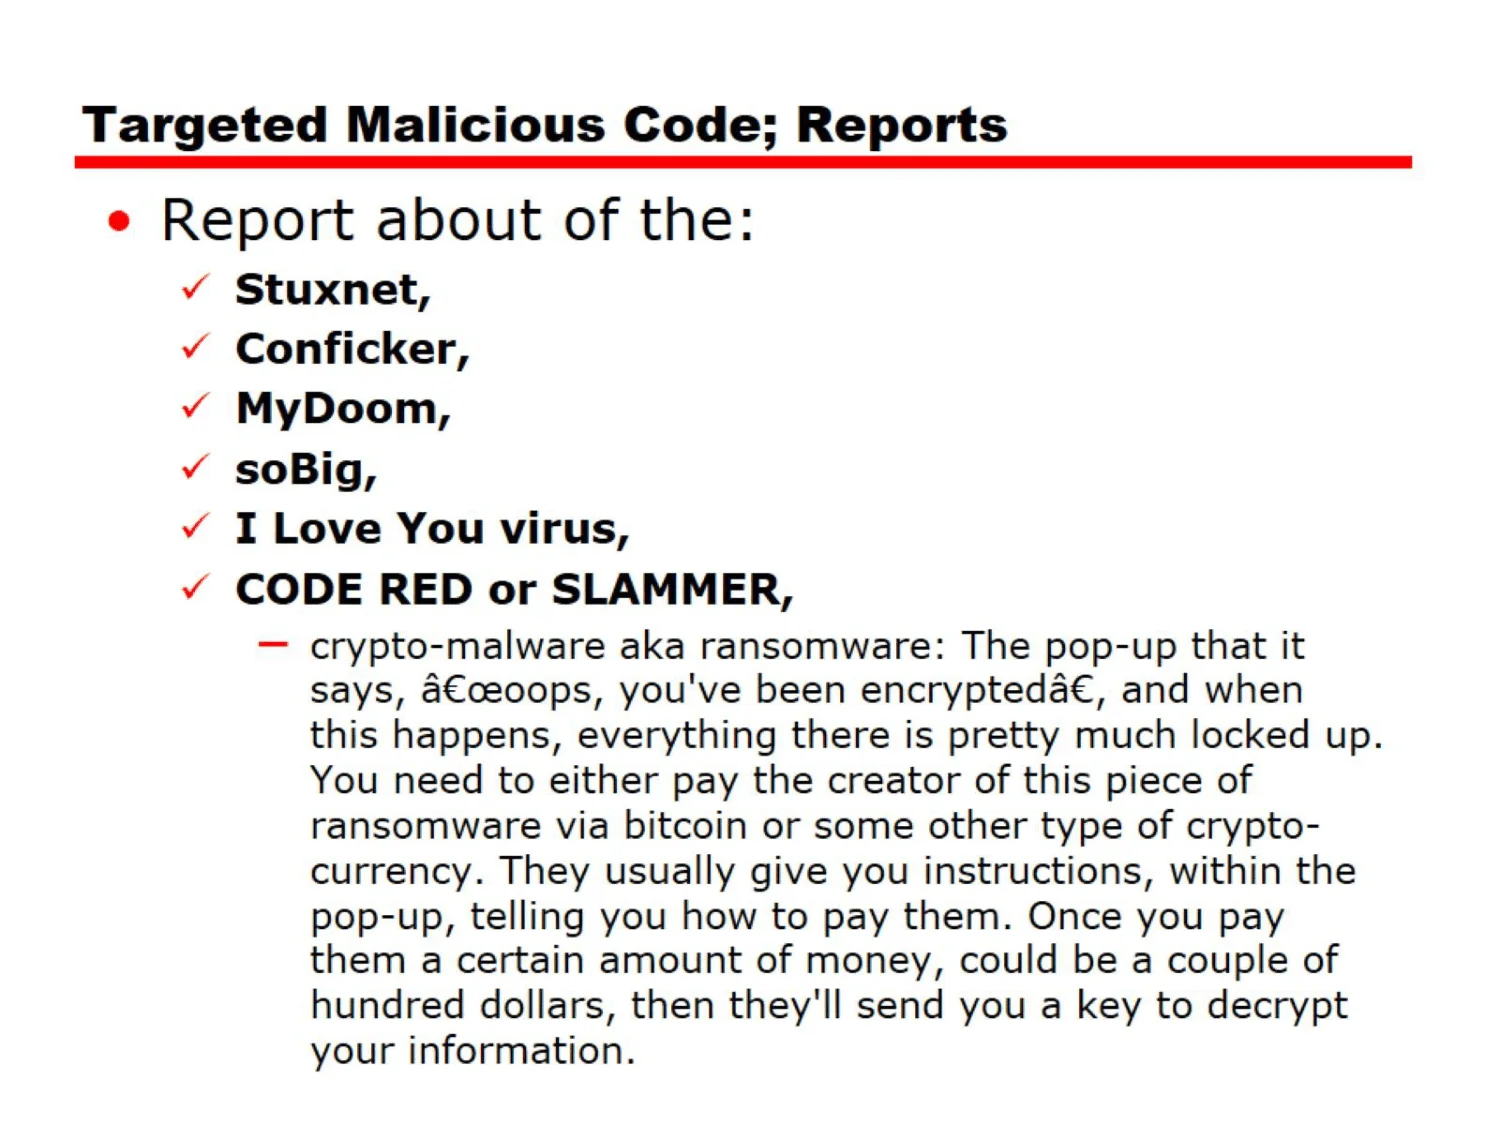 Targeted Malicious Code; Reports
• Report about of the:
✓ Stuxnet,
✓ Conficker,
✓ MyDoom,
✓ soBig,
✓ I Love You virus,
✓ CODE RED or SLAMMER,
– crypto-malware aka ransomware: The pop-up that it
says, â€œoops, you've been encryptedâ€, and when
this happens, everything there is pretty much locked up.
You need to either pay the creator of this piece of
ransomware via bitcoin or some other type of crypto-
currency. They usually give you instructions, within the
pop-up, telling you how to pay them. Once you pay
them a certain amount of money, could be a couple of
hundred dollars, then they'll send you a key to decrypt
your information.